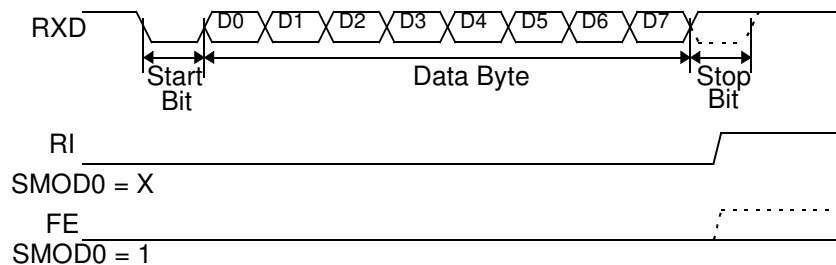 RXD
D0 D1 D2 D3 D4 D5 D6 D7
Start Bit
Data Byte
Stop Bit
RI
SMOD0 = X
FE
SMOD0 = 1